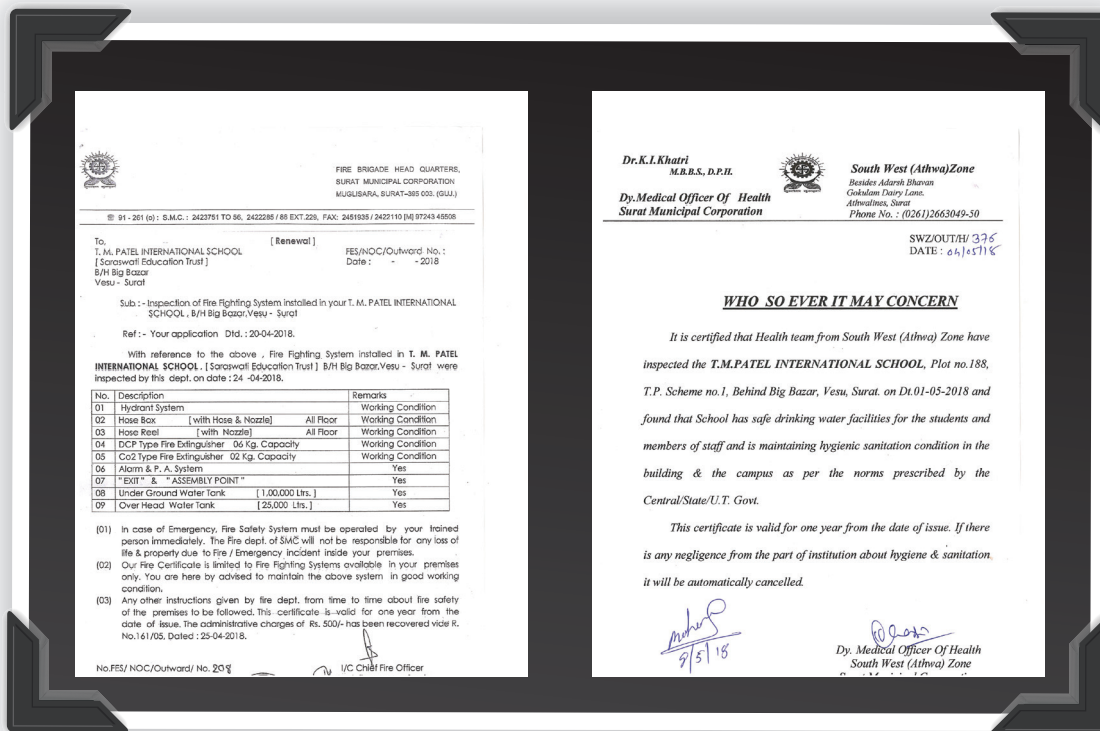 FIRE BRIGADE HEAD QUARTERS,
SURAT MUNICIPAL CORPORATION
MUGLISARA, SURAT-395 003. (GUJ.)
☎ 91 - 261 (o) : S.M.C. : 2423751 TO 56, 2422285 / 86 EXT.229, FAX: 2451935 / 2422110 [M] 97243 45508
[ Renewal ]
To,
T. M. PATEL INTERNATIONAL SCHOOL
[ Saraswati Education Trust ]
B/H Big Bazar
Vesu - Surat
FES/NOC/Outward No. :
Date : - - 2018
Sub : - Inspection of Fire Fighting System installed in your T. M. PATEL INTERNATIONAL
SCHOOL , B/H Big Bazar,Vesu - Surat
Ref : - Your application Dtd. : 20-04-2018.
With reference to the above , Fire Fighting System installed in T. M. PATEL
INTERNATIONAL SCHOOL . [ Saraswati Education Trust ] B/H Big Bazar,Vesu - Surat were
inspected by this dept. on date : 24 -04-2018.
No. Description Remarks
01 Hydrant System Working Condition
02 Hose Box [ with Hose & Nozzle] All Floor Working Condition
03 Hose Reel [ with Nozzle] All Floor Working Condition
04 DCP Type Fire Extinguisher 06 Kg. Capacity Working Condition
05 Co2 Type Fire Extinguisher 02 Kg. Capacity Working Condition
06 Alarm & P. A. System Yes
07 "EXIT" & "ASSEMBLY POINT" Yes
08 Under Ground Water Tank [ 1,00,000 Ltrs. ] Yes
09 Over Head Water Tank [ 25,000 Ltrs. ] Yes
(01) In case of Emergency, Fire Safety System must be operated by your trained
person immediately. The Fire dept. of SMC will not be responsible for any loss of
life & property due to Fire / Emergency incident inside your premises.
(02) Our Fire Certificate is limited to Fire Fighting Systems available in your premises
only. You are here by advised to maintain the above system in good working
condition.
(03) Any other instructions given by fire dept. from time to time about fire safety
of the premises to be followed. This certificate is valid for one year from the
date of issue. The administrative charges of Rs. 500/- has been recovered vide R.
No.161/05, Dated : 25-04-2018.
No.FES/ NOC/Outward/ No. 208
I/C Chief Fire Officer
Dr.K.I.Khatri
M.B.B.S., D.P.H.
Dy.Medical Officer Of Health
Surat Municipal Corporation
South West (Athwa)Zone
Besides Adarsh Bhavan
Gokulam Dairy Lane,
Athwalines, Surat
Phone No. : (0261)2663049-50
SWZ/OUT/H/ 376
DATE : 04/05/18
WHO SO EVER IT MAY CONCERN
It is certified that Health team from South West (Athwa) Zone have
inspected the T.M.PATEL INTERNATIONAL SCHOOL, Plot no.188,
T.P. Scheme no.1, Behind Big Bazar, Vesu, Surat. on Dt.01-05-2018 and
found that School has safe drinking water facilities for the students and
members of staff and is maintaining hygienic sanitation condition in the
building & the campus as per the norms prescribed by the
Central/State/U.T. Govt.
This certificate is valid for one year from the date of issue. If there
is any negligence from the part of institution about hygiene & sanitation
it will be automatically cancelled.
9/5/18
Dy. Medical Officer Of Health
South West (Athwa) Zone